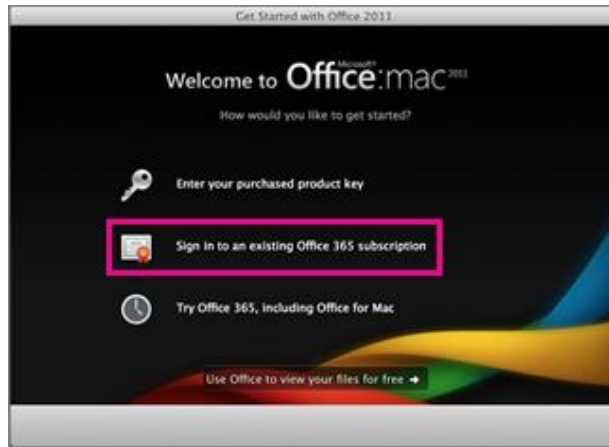 Get Started with Office 2011
Welcome to Microsoft® Office:mac 2011
How would you like to get started?
Enter your purchased product key
Sign in to an existing Office 365 subscription
Try Office 365, including Office for Mac
Use Office to view your files for free →